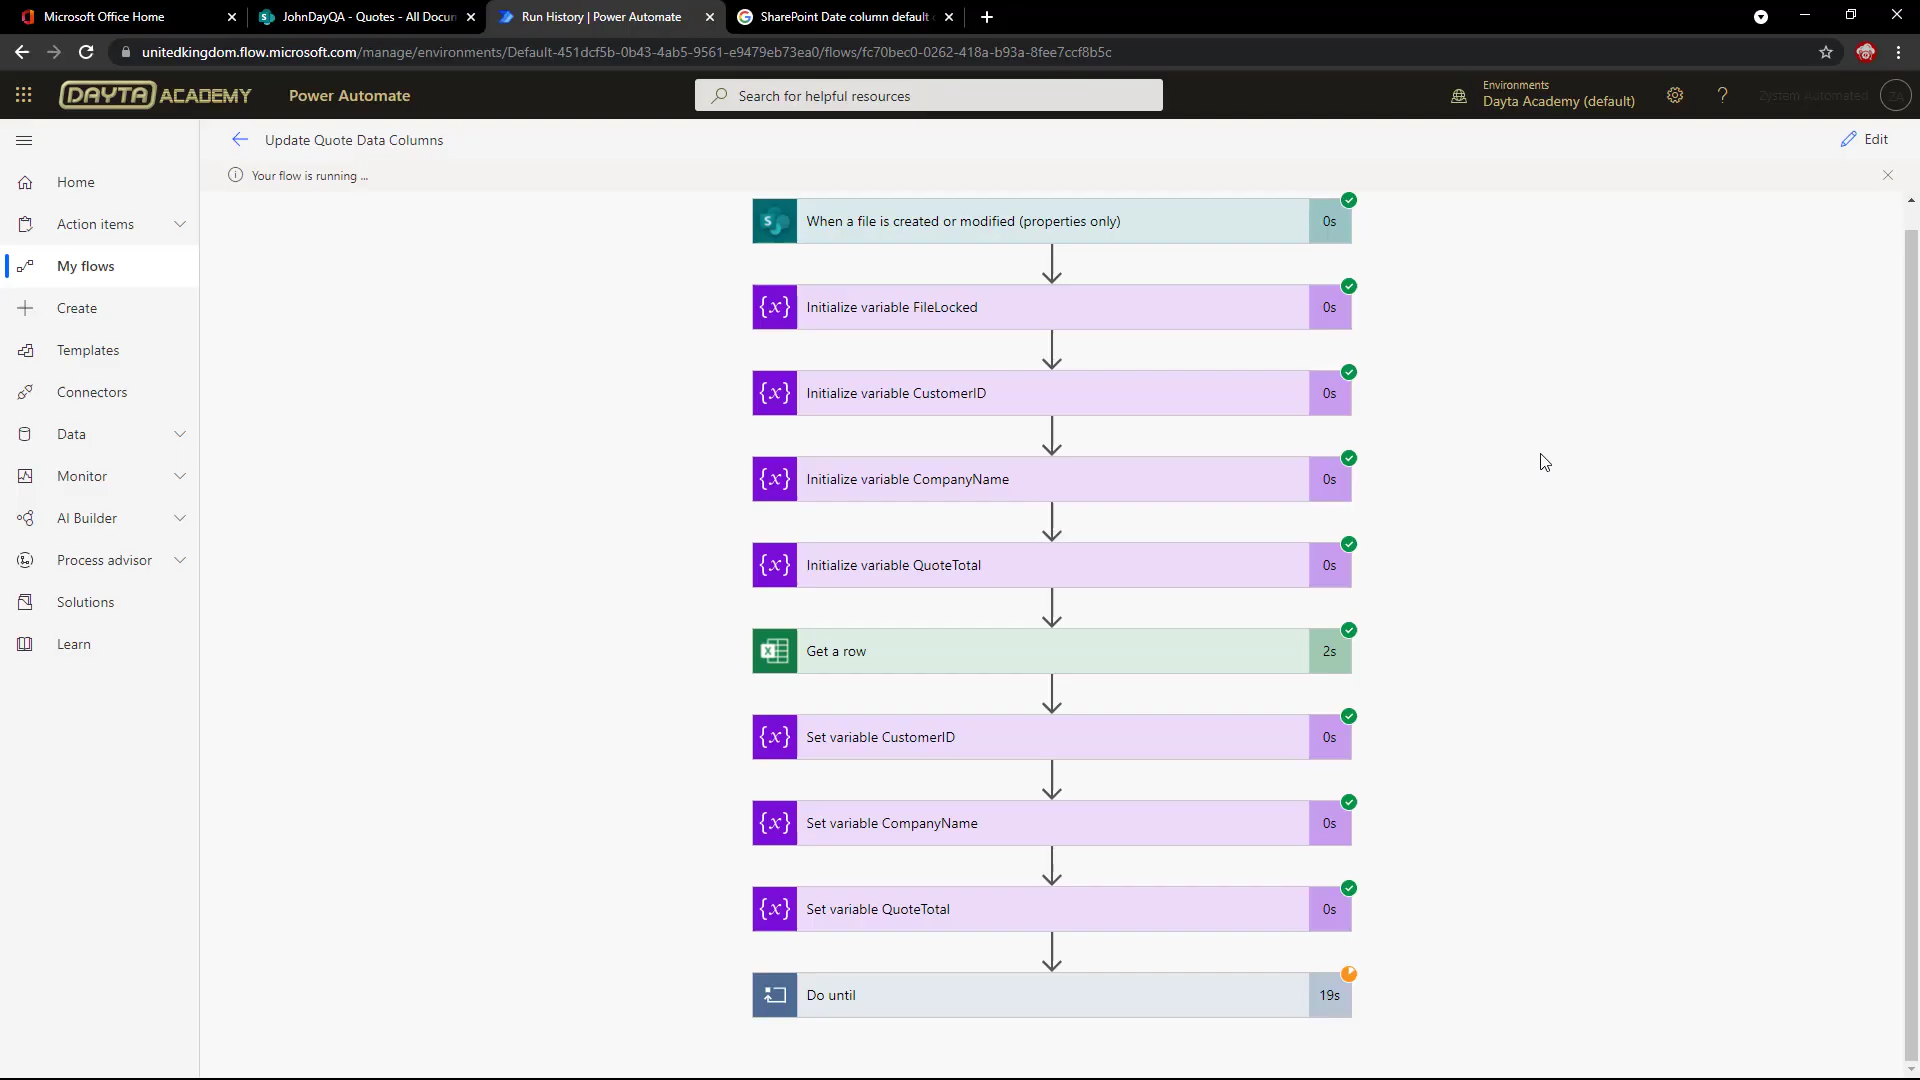 Microsoft Office Home
JohnDayQA - Quotes - All Docum
Run History | Power Automate
SharePoint Date column default
unitedkingdom.flow.microsoft.com/manage/environments/Default-451dcf5b-0b43-4ab5-9561-e9479eb73ea0/flows/fc70bec0-0262-418a-b93a-8fee7ccf8b5c
DAYTA ACADEMY
Power Automate
Search for helpful resources
Environments
Dayta Academy (default)
?
Zystem Automated
ZA
Update Quote Data Columns
Edit
Your flow is running ...
Home
Action items
My flows
Create
Templates
Connectors
Data
Monitor
AI Builder
Process advisor
Solutions
Learn
When a file is created or modified (properties only)
0s
{x}
Initialize variable FileLocked
0s
{x}
Initialize variable CustomerID
0s
{x}
Initialize variable CompanyName
0s
{x}
Initialize variable QuoteTotal
0s
Get a row
2s
{x}
Set variable CustomerID
0s
{x}
Set variable CompanyName
0s
{x}
Set variable QuoteTotal
0s
Do until
19s